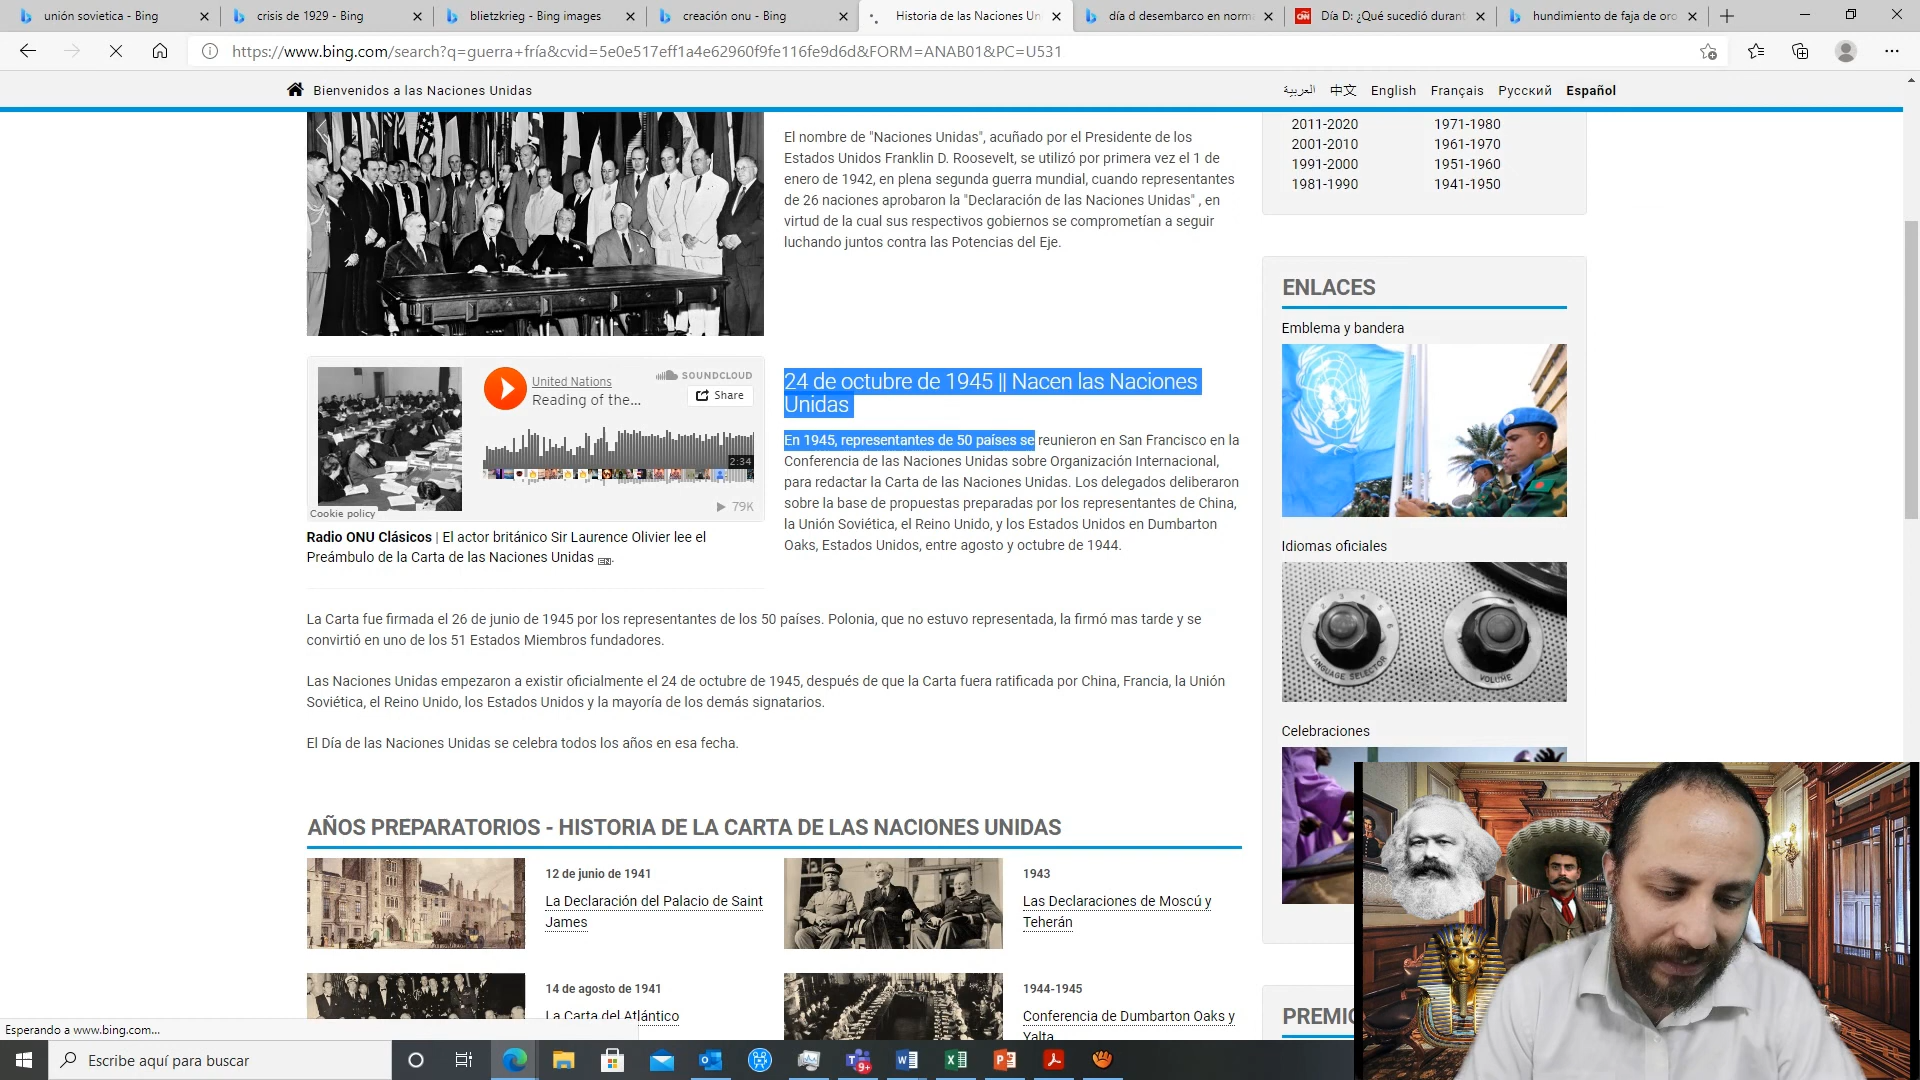 unión sovietica - Bing
crisis de 1929 - Bing
blietzkrieg - Bing images
creación onu - Bing
Historia de las Naciones Un
día d desembarco en norma
Día D: ¿Qué sucedió durant
hundimiento de faja de oro
https://www.bing.com/search?q=guerra+fría&cvid=5e0e517eff1a4e62960f9fe116fe9d6d&FORM=ANAB01&PC=U531
Bienvenidos a las Naciones Unidas
العربية 中文 English Français Русский Español
El nombre de "Naciones Unidas", acuñado por el Presidente de los
Estados Unidos Franklin D. Roosevelt, se utilizó por primera vez el 1 de
enero de 1942, en plena segunda guerra mundial, cuando representantes
de 26 naciones aprobaron la "Declaración de las Naciones Unidas" , en
virtud de la cual sus respectivos gobiernos se comprometían a seguir
luchando juntos contra las Potencias del Eje.
2011-2020 1971-1980
2001-2010 1961-1970
1991-2000 1951-1960
1981-1990 1941-1950
United Nations
Reading of the...
SOUNDCLOUD
Share
2:34
79K
Cookie policy
Radio ONU Clásicos | El actor británico Sir Laurence Olivier lee el
Preámbulo de la Carta de las Naciones Unidas EN.
24 de octubre de 1945 || Nacen las Naciones
Unidas
En 1945, representantes de 50 países se reunieron en San Francisco en la
Conferencia de las Naciones Unidas sobre Organización Internacional,
para redactar la Carta de las Naciones Unidas. Los delegados deliberaron
sobre la base de propuestas preparadas por los representantes de China,
la Unión Soviética, el Reino Unido, y los Estados Unidos en Dumbarton
Oaks, Estados Unidos, entre agosto y octubre de 1944.
La Carta fue firmada el 26 de junio de 1945 por los representantes de los 50 países. Polonia, que no estuvo representada, la firmó mas tarde y se
convirtió en uno de los 51 Estados Miembros fundadores.
Las Naciones Unidas empezaron a existir oficialmente el 24 de octubre de 1945, después de que la Carta fuera ratificada por China, Francia, la Unión
Soviética, el Reino Unido, los Estados Unidos y la mayoría de los demás signatarios.
El Día de las Naciones Unidas se celebra todos los años en esa fecha.
AÑOS PREPARATORIOS - HISTORIA DE LA CARTA DE LAS NACIONES UNIDAS
12 de junio de 1941
La Declaración del Palacio de Saint
James
1943
Las Declaraciones de Moscú y
Teherán
14 de agosto de 1941
La Carta del Atlántico
1944-1945
Conferencia de Dumbarton Oaks y
Yalta
ENLACES
Emblema y bandera
Idiomas oficiales
LANGUAGE SELECTOR
VOLUME
Celebraciones
PREMIO
Esperando a www.bing.com...
Escribe aquí para buscar
9+